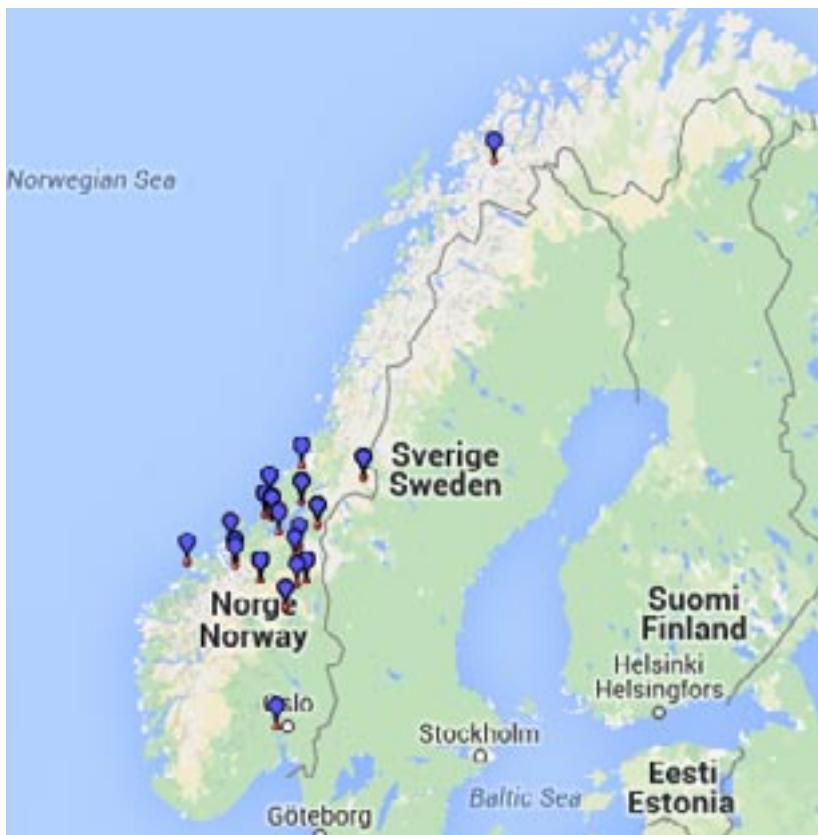 Norwegian Sea
Sverige
Sweden
Norge
Norway
Suomi
Finland
Oslo
Helsinki
Helsingfors
Stockholm
Eesti
Estonia
Baltic Sea
Göteborg